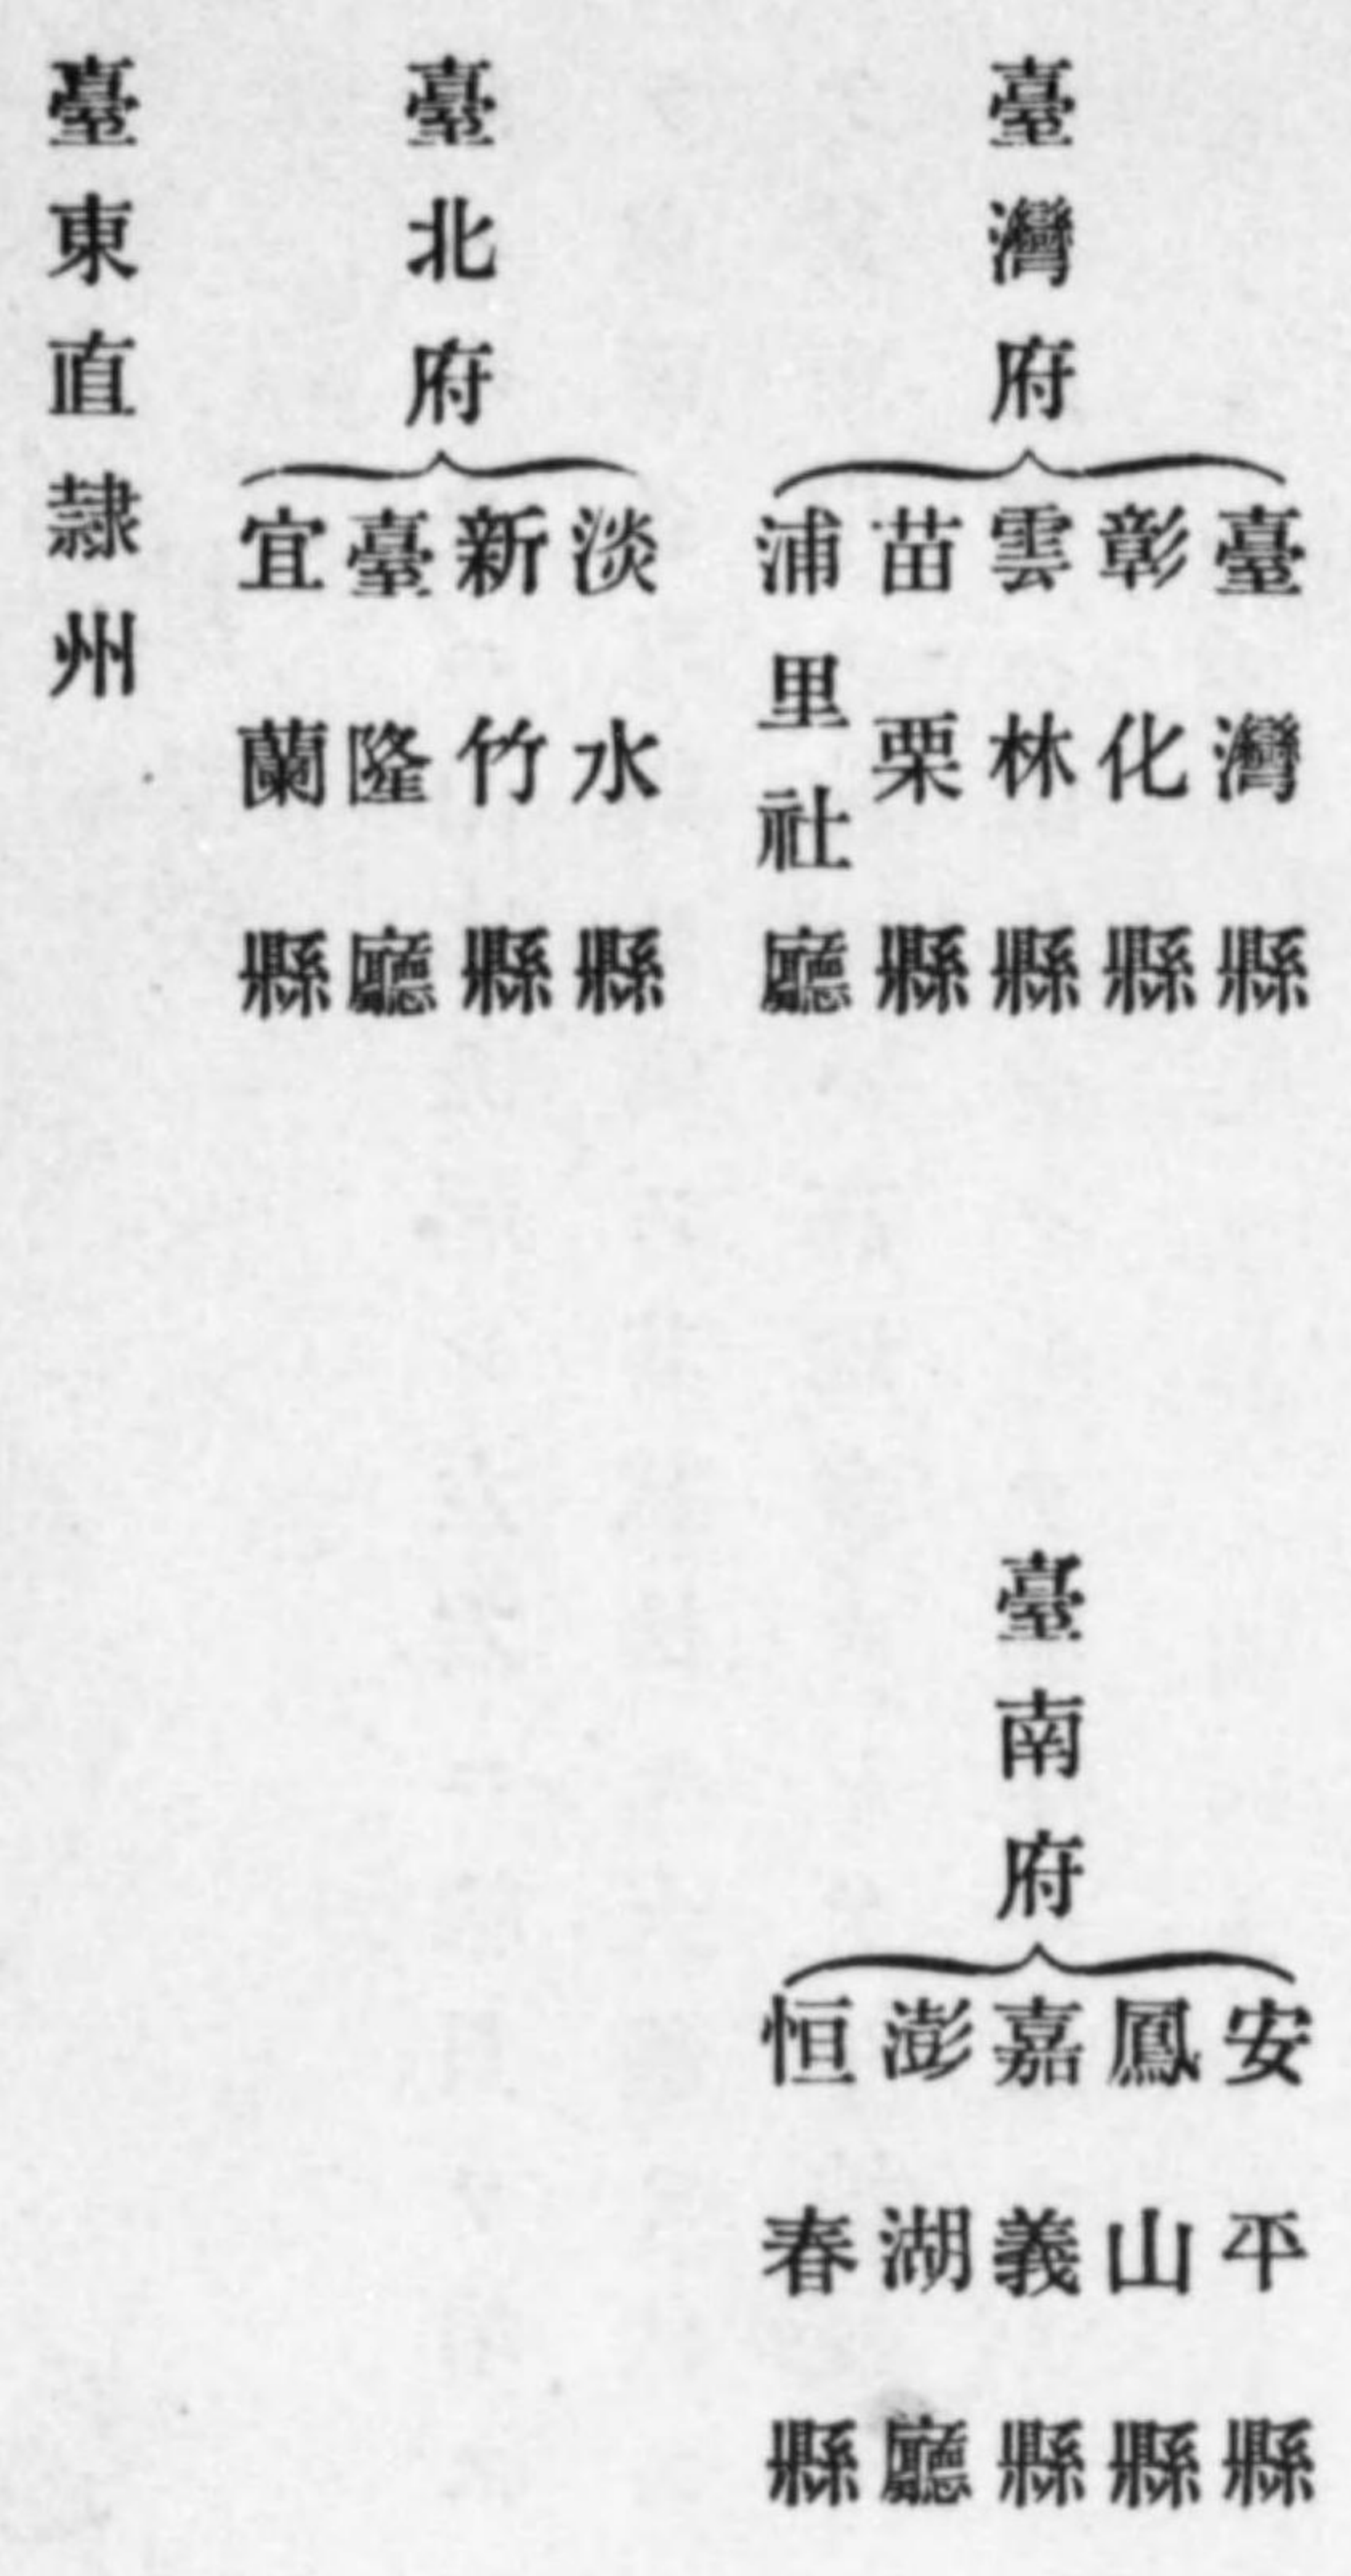 臺灣府
臺灣縣
彰化縣
雲林縣
苗栗縣
浦里社廳
臺南府
安平縣
鳳山縣
嘉義縣
澎湖廳
恒春縣
臺北府
淡水縣
新竹縣
臺隆廳
宜蘭縣
臺東直隷州